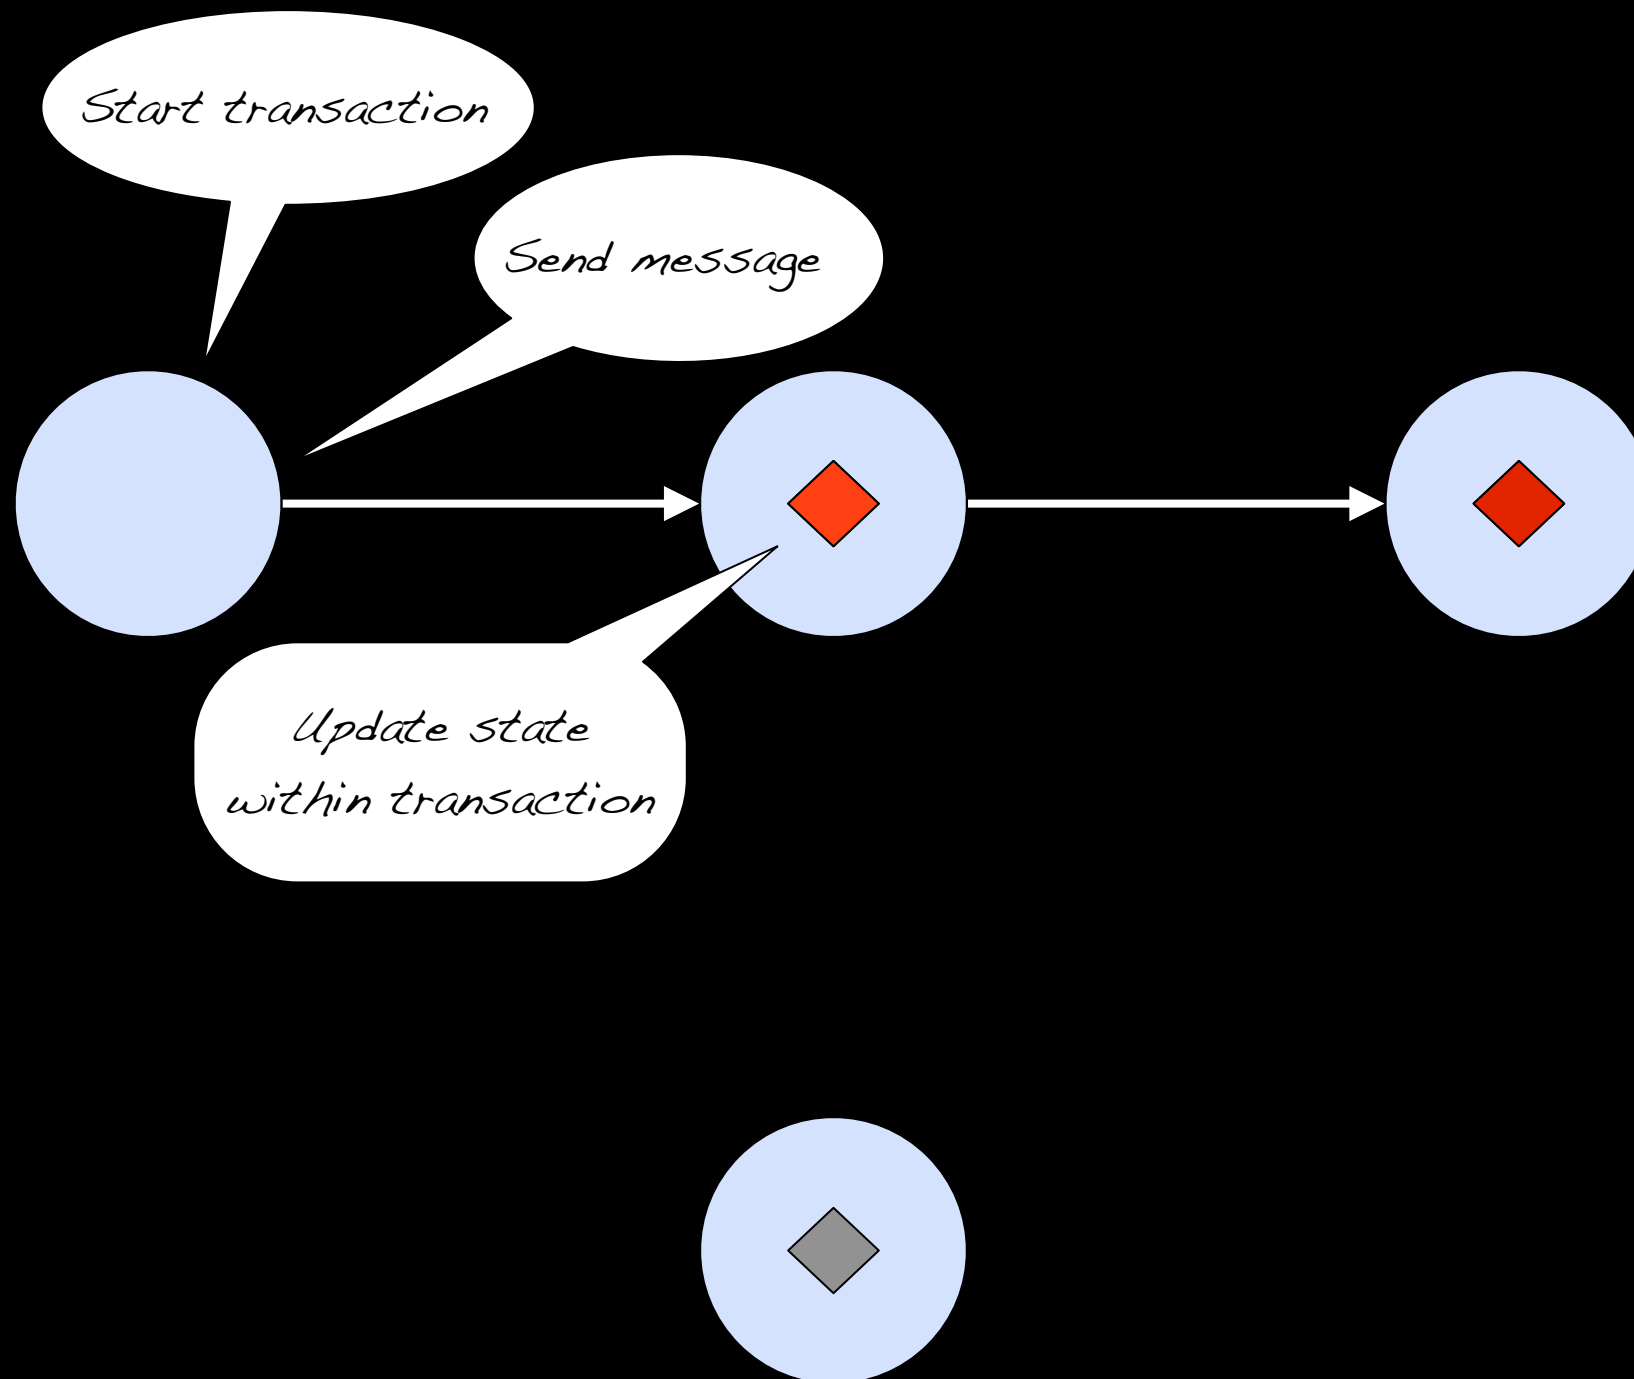 Start transaction
Send message
Update state
within transaction